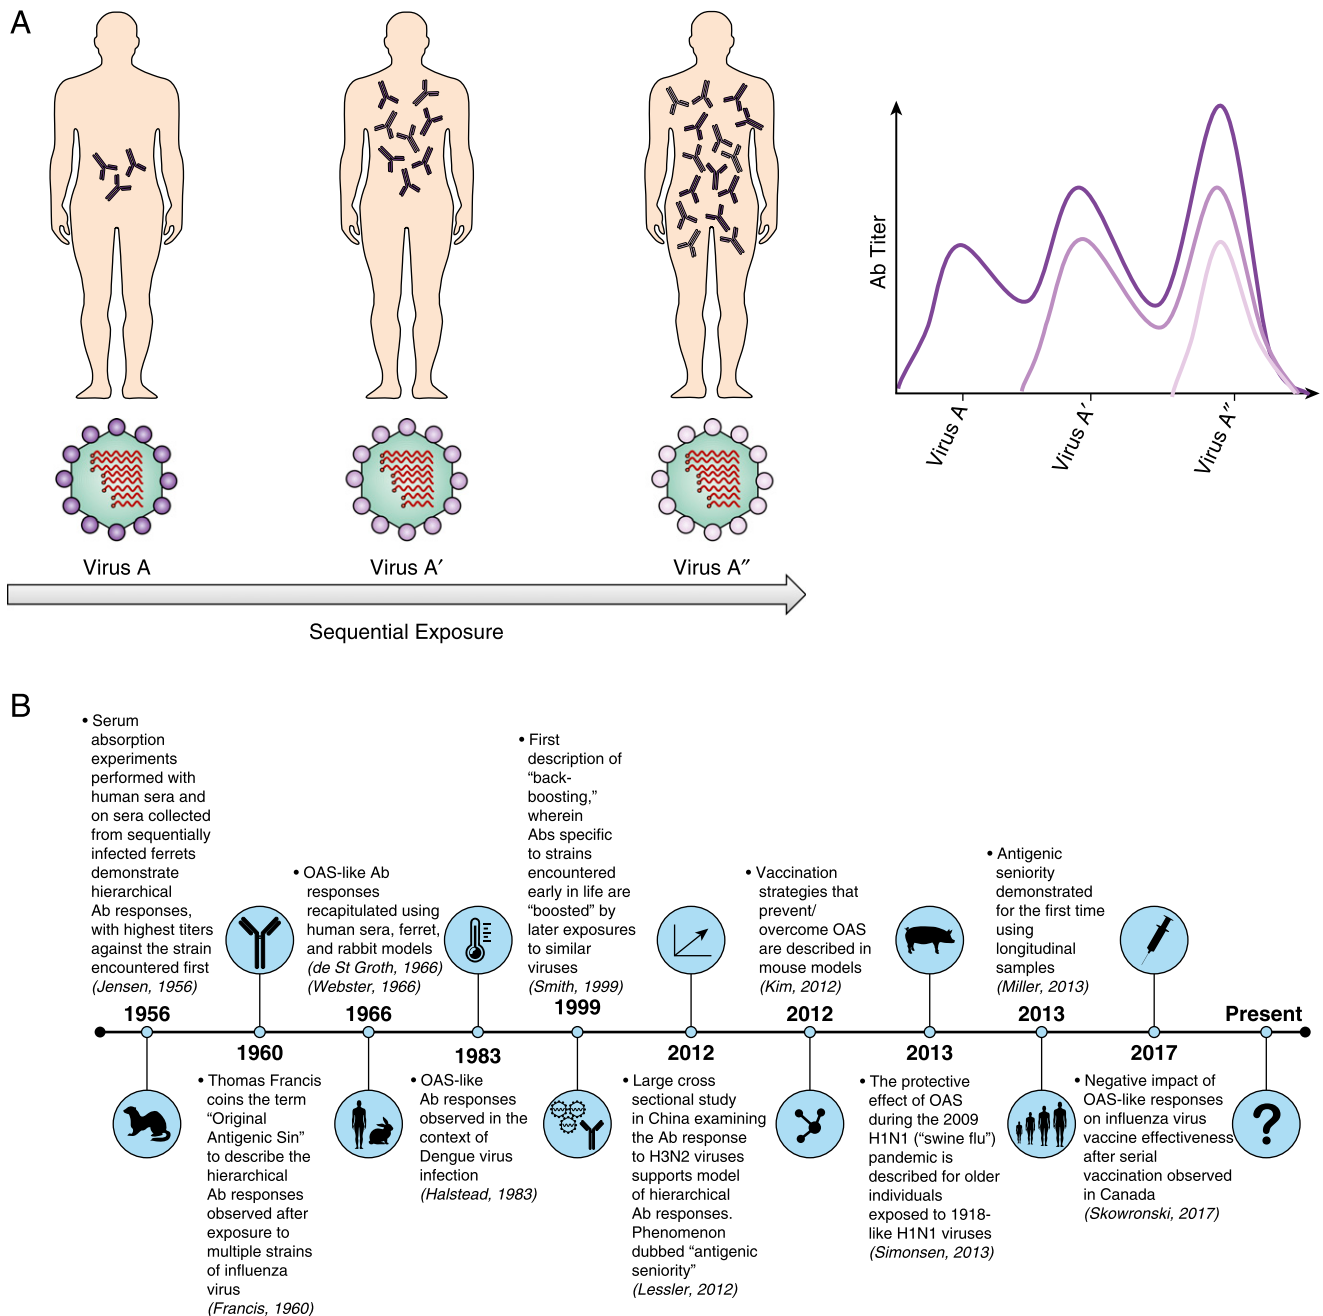 A
Ab Titer
Virus A
Virus A′
Virus A″
Virus A
Virus A′
Virus A″
Sequential Exposure
B
• Serum
absorption
experiments
performed with
human sera and
on sera collected
from sequentially
infected ferrets
demonstrate
hierarchical
Ab responses,
with highest titers
against the strain
encountered first
(Jensen, 1956)
1956
1960
• Thomas Francis
coins the term
“Original
Antigenic Sin”
to describe the
hierarchical
Ab responses
observed after
exposure to
multiple strains
of influenza
virus
(Francis, 1960)
• OAS-like Ab
responses
recapitulated using
human sera, ferret,
and rabbit models
(de St Groth, 1966)
(Webster, 1966)
1966
1983
• OAS-like
Ab responses
observed in the
context of
Dengue virus
infection
(Halstead, 1983)
• First
description of
“back-
boosting,”
wherein
Abs specific
to strains
encountered
early in life are
“boosted” by
later exposures
to similar
viruses
(Smith, 1999)
1999
2012
• Large cross
sectional study
in China examining
the Ab response
to H3N2 viruses
supports model
of hierarchical
Ab responses.
Phenomenon
dubbed “antigenic
seniority”
(Lessler, 2012)
• Vaccination
strategies that
prevent/
overcome OAS
are described in
mouse models
(Kim, 2012)
2012
2013
• The protective
effect of OAS
during the 2009
H1N1 (“swine flu”)
pandemic is
described for older
individuals
exposed to 1918-
like H1N1 viruses
(Simonsen, 2013)
• Antigenic
seniority
demonstrated
for the first time
using
longitudinal
samples
(Miller, 2013)
2013
2017
• Negative impact of
OAS-like responses
on influenza virus
vaccine effectiveness
after serial
vaccination observed
in Canada
(Skowronski, 2017)
Present
?